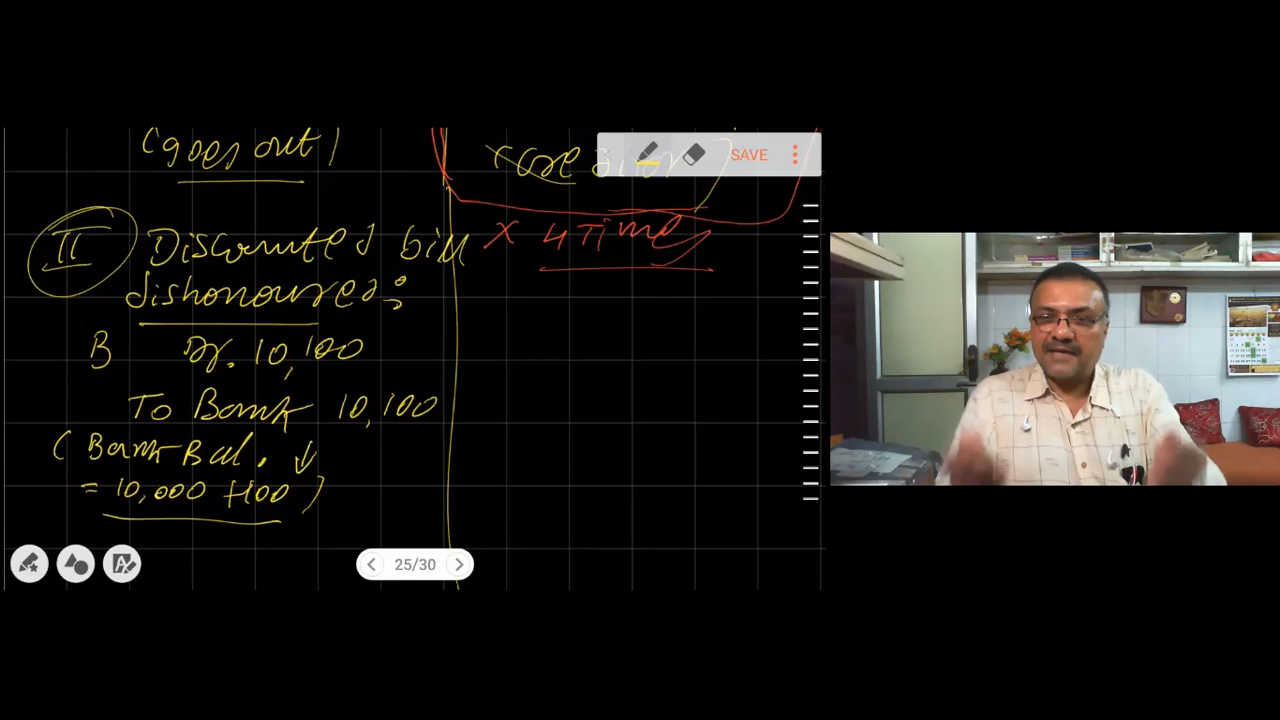 (goes out)
SAVE
II Discounted bill
dishonoured:
x 4 Times
B Dr. 10,100
To Bank 10,100
(Bank Bal. ↓
= 10,000 +100)
25/30